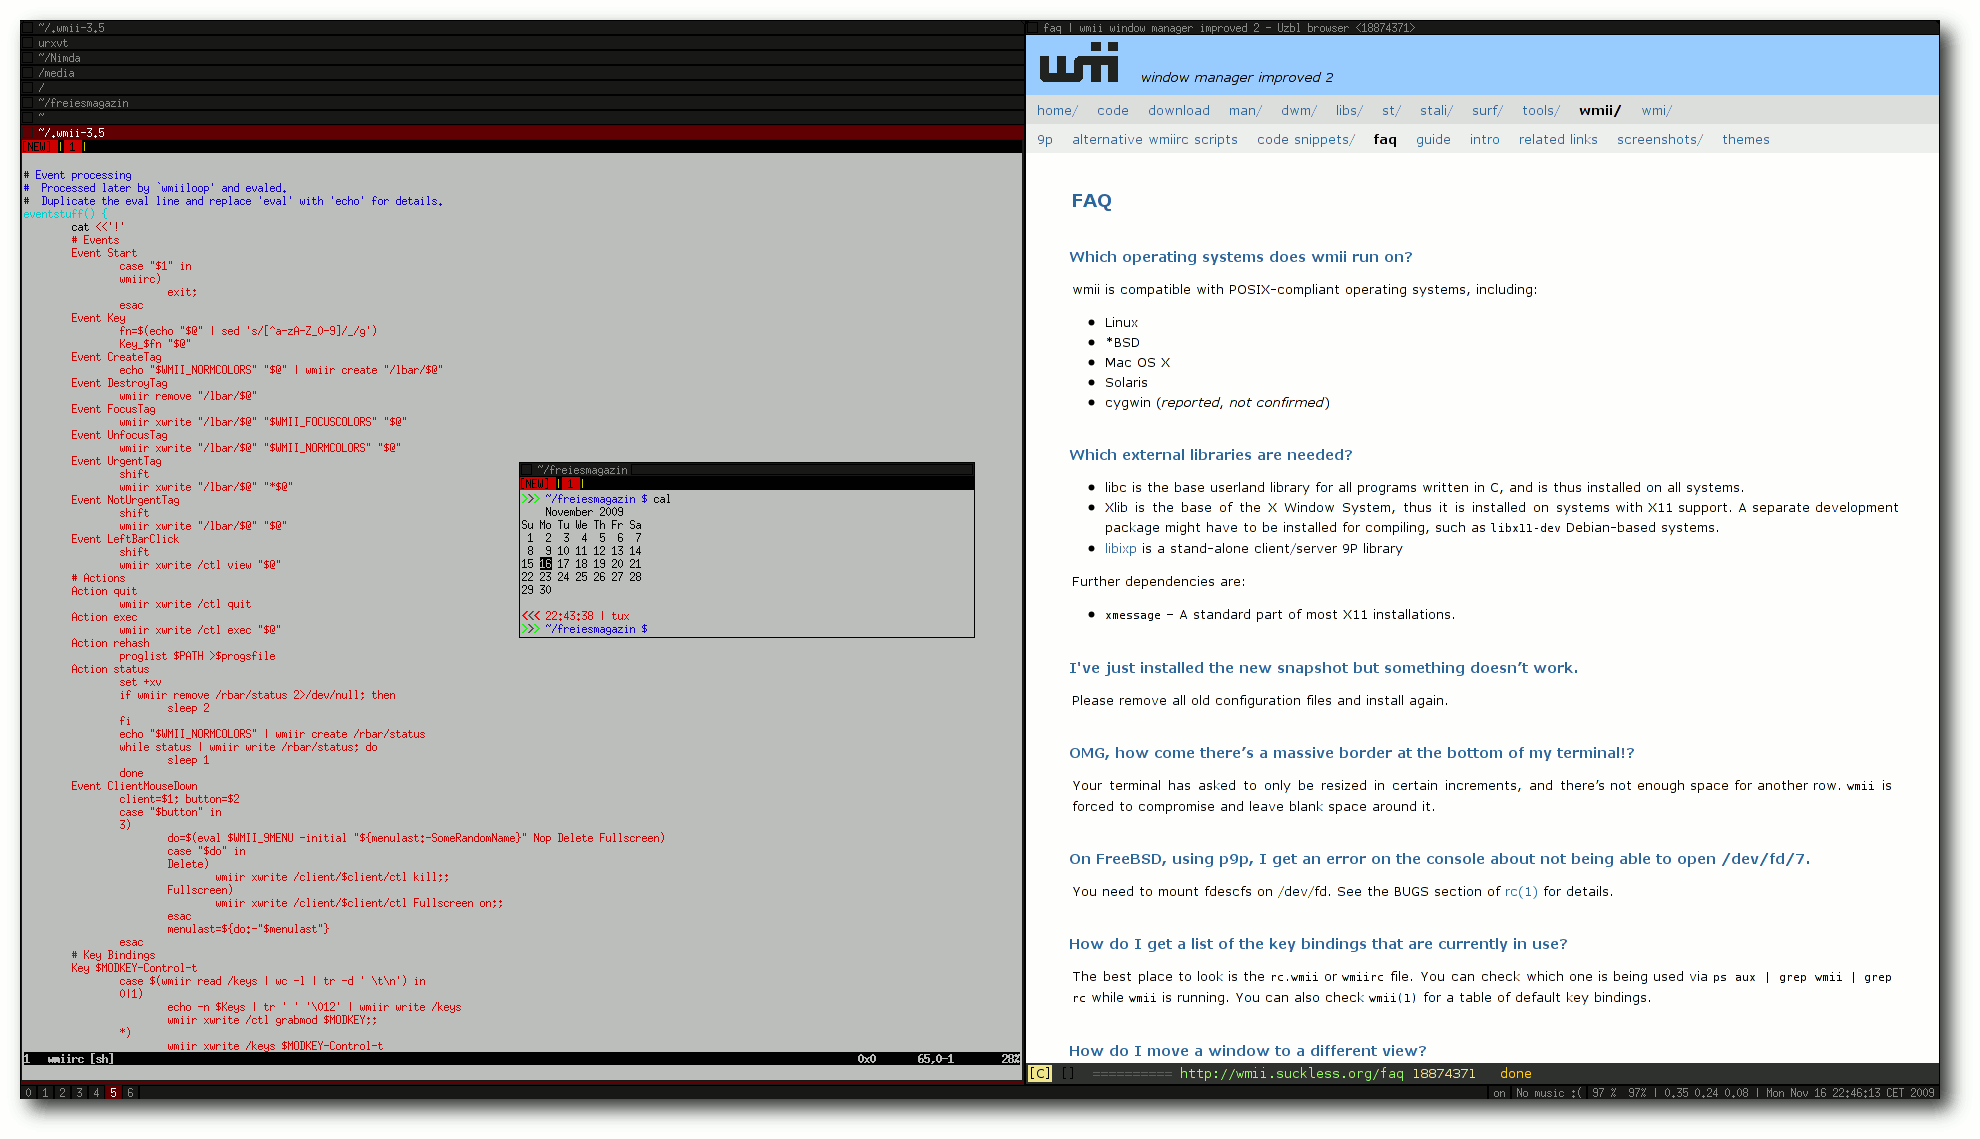 ~/.wmii-3.5
urxvt
~/Nimda
/media
/
~/freiesmagazin
~
~/.wmii-3.5
[NEW] | 1 |
# Event processing
#  Processed later by `wmiiloop' and evaled.
#  Duplicate the eval line and replace 'eval' with 'echo' for details.
eventstuff() {
cat <<'!'
# Events
Event Start
case "$1" in
wmiirc)
exit;
esac
Event Key
fn=$(echo "$@" | sed 's/[^a-zA-Z_0-9]/_/g')
Key_$fn "$@"
Event CreateTag
echo "$WMII_NORMCOLORS" "$@" | wmiir create "/lbar/$@"
Event DestroyTag
wmiir remove "/lbar/$@"
Event FocusTag
wmiir xwrite "/lbar/$@" "$WMII_FOCUSCOLORS" "$@"
Event UnfocusTag
wmiir xwrite "/lbar/$@" "$WMII_NORMCOLORS" "$@"
Event UrgentTag
shift
wmiir xwrite "/lbar/$@" "*$@"
Event NotUrgentTag
shift
wmiir xwrite "/lbar/$@" "$@"
Event LeftBarClick
shift
wmiir xwrite /ctl view "$@"
# Actions
Action quit
wmiir xwrite /ctl quit
Action exec
wmiir xwrite /ctl exec "$@"
Action rehash
proglist $PATH >$progsfile
Action status
set +xv
if wmiir remove /rbar/status 2>/dev/null; then
sleep 2
fi
echo "$WMII_NORMCOLORS" | wmiir create /rbar/status
while status | wmiir write /rbar/status; do
sleep 1
done
Event ClientMouseDown
client=$1; button=$2
case "$button" in
3)
do=$(eval $WMII_9MENU -initial "${menulast:-SomeRandomName}" Nop Delete Fullscreen)
case "$do" in
Delete)
wmiir xwrite /client/$client/ctl kill;;
Fullscreen)
wmiir xwrite /client/$client/ctl Fullscreen on;;
esac
menulast=${do:-"$menulast"}
esac
# Key Bindings
Key $MODKEY-Control-t
case $(wmiir read /keys | wc -l | tr -d ' \t\n') in
0|1)
echo -n $Keys | tr ' ' '\012' | wmiir write /keys
wmiir xwrite /ctl grabmod $MODKEY;;
*)
wmiir xwrite /keys $MODKEY-Control-t
1  wmiirc [sh] 0x0 65,0-1 28%
~/freiesmagazin
[NEW] | 1 |
>>> ~/freiesmagazin $ cal
November 2009
Su Mo Tu We Th Fr Sa
1  2  3  4  5  6  7
8  9 10 11 12 13 14
15 16 17 18 19 20 21
22 23 24 25 26 27 28
29 30
<<< 22:43:38 | tux
>>> ~/freiesmagazin $
faq | wmii window manager improved 2 - Uzbl browser <18874371>
wmii window manager improved 2
home/ code download man/ dwm/ libs/ st/ stali/ surf/ tools/ wmii/ wmi/
9p alternative wmiirc scripts code snippets/ faq guide intro related links screenshots/ themes
FAQ
Which operating systems does wmii run on?
wmii is compatible with POSIX-compliant operating systems, including:
• Linux
• *BSD
• Mac OS X
• Solaris
• cygwin (reported, not confirmed)
Which external libraries are needed?
• libc is the base userland library for all programs written in C, and is thus installed on all systems.
• Xlib is the base of the X Window System, thus it is installed on systems with X11 support. A separate development
package might have to be installed for compiling, such as libx11-dev Debian-based systems.
• libixp is a stand-alone client/server 9P library
Further dependencies are:
• xmessage – A standard part of most X11 installations.
I've just installed the new snapshot but something doesn’t work.
Please remove all old configuration files and install again.
OMG, how come there’s a massive border at the bottom of my terminal!?
Your terminal has asked to only be resized in certain increments, and there’s not enough space for another row. wmii is
forced to compromise and leave blank space around it.
On FreeBSD, using p9p, I get an error on the console about not being able to open /dev/fd/7.
You need to mount fdescfs on /dev/fd. See the BUGS section of rc(1) for details.
How do I get a list of the key bindings that are currently in use?
The best place to look is the rc.wmii or wmiirc file. You can check which one is being used via ps aux | grep wmii | grep
rc while wmii is running. You can also check wmii(1) for a table of default key bindings.
How do I move a window to a different view?
[C] [] ========== http://wmii.suckless.org/faq 18874371 done
0 1 2 3 4 5 6 on No music :( 97 % 97% | 0.35 0.24 0.08 | Mon Nov 16 22:46:13 CET 2009